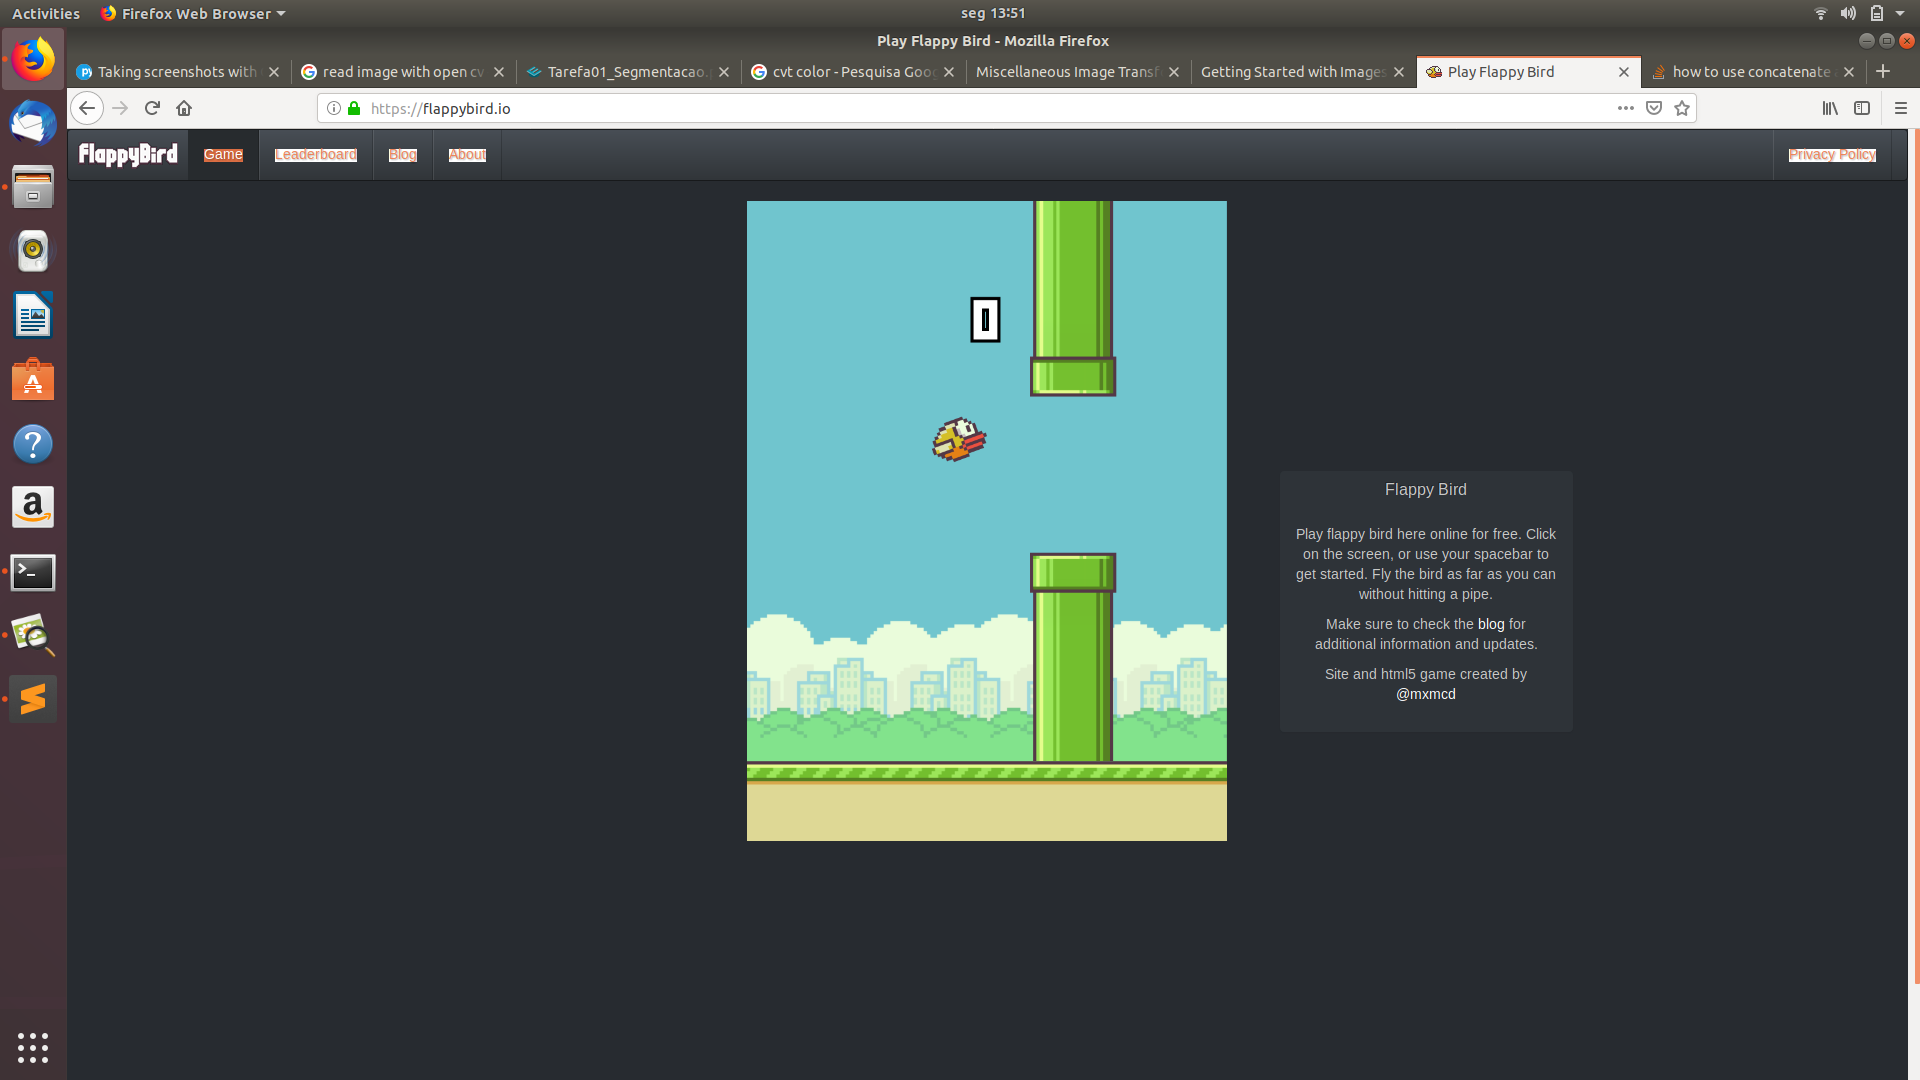 Activities
Firefox Web Browser
seg 13:51
Play Flappy Bird - Mozilla Firefox
Taking screenshots with
read image with open cv
Tarefa01_Segmentacao.
cvt color - Pesquisa Goog
Miscellaneous Image Transf
Getting Started with Images
Play Flappy Bird
how to use concatenate
https://flappybird.io
FlappyBird
Game
Leaderboard
Blog
About
Privacy Policy
0
Flappy Bird
Play flappy bird here online for free. Click
on the screen, or use your spacebar to
get started. Fly the bird as far as you can
without hitting a pipe.
Make sure to check the blog for
additional information and updates.
Site and html5 game created by
@mxmcd